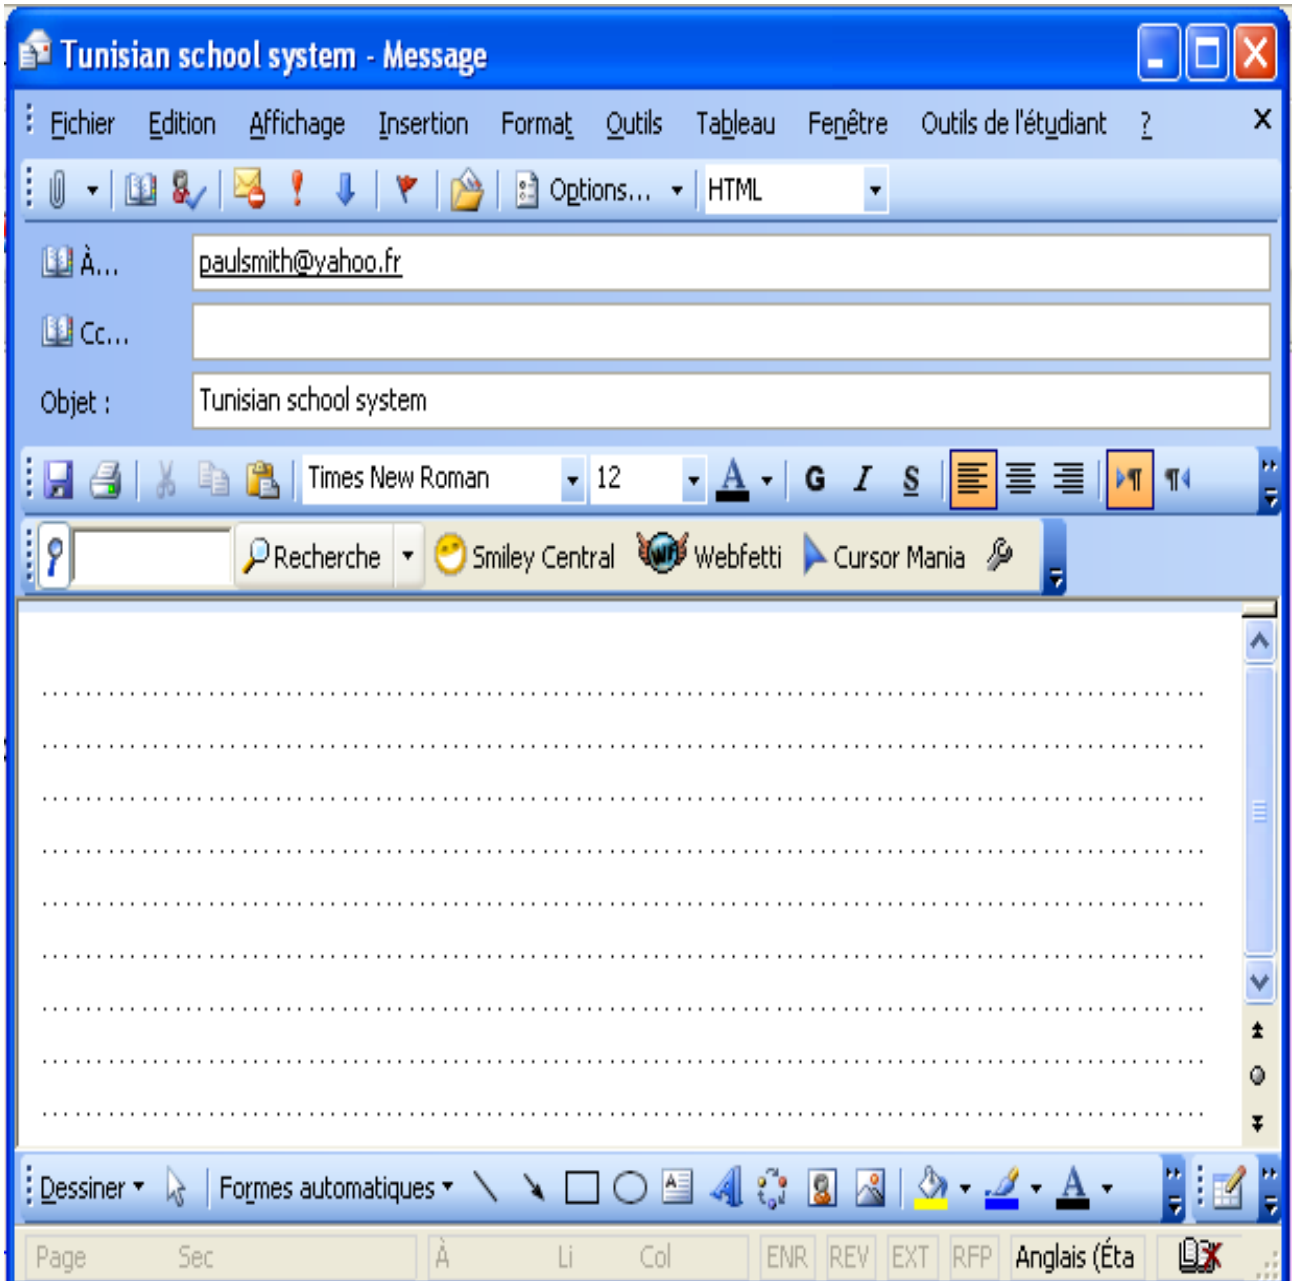 Tunisian school system - Message
Fichier Edition Affichage Insertion Format Outils Tableau Fenêtre Outils de l'étudiant ?
Options... HTML
À... paulsmith@yahoo.fr
Cc...
Objet : Tunisian school system
Times New Roman 12 A G I S
Recherche Smiley Central Webfetti Cursor Mania
Dessiner Formes automatiques A
Page Sec À Li Col ENR REV EXT RFP Anglais (Éta